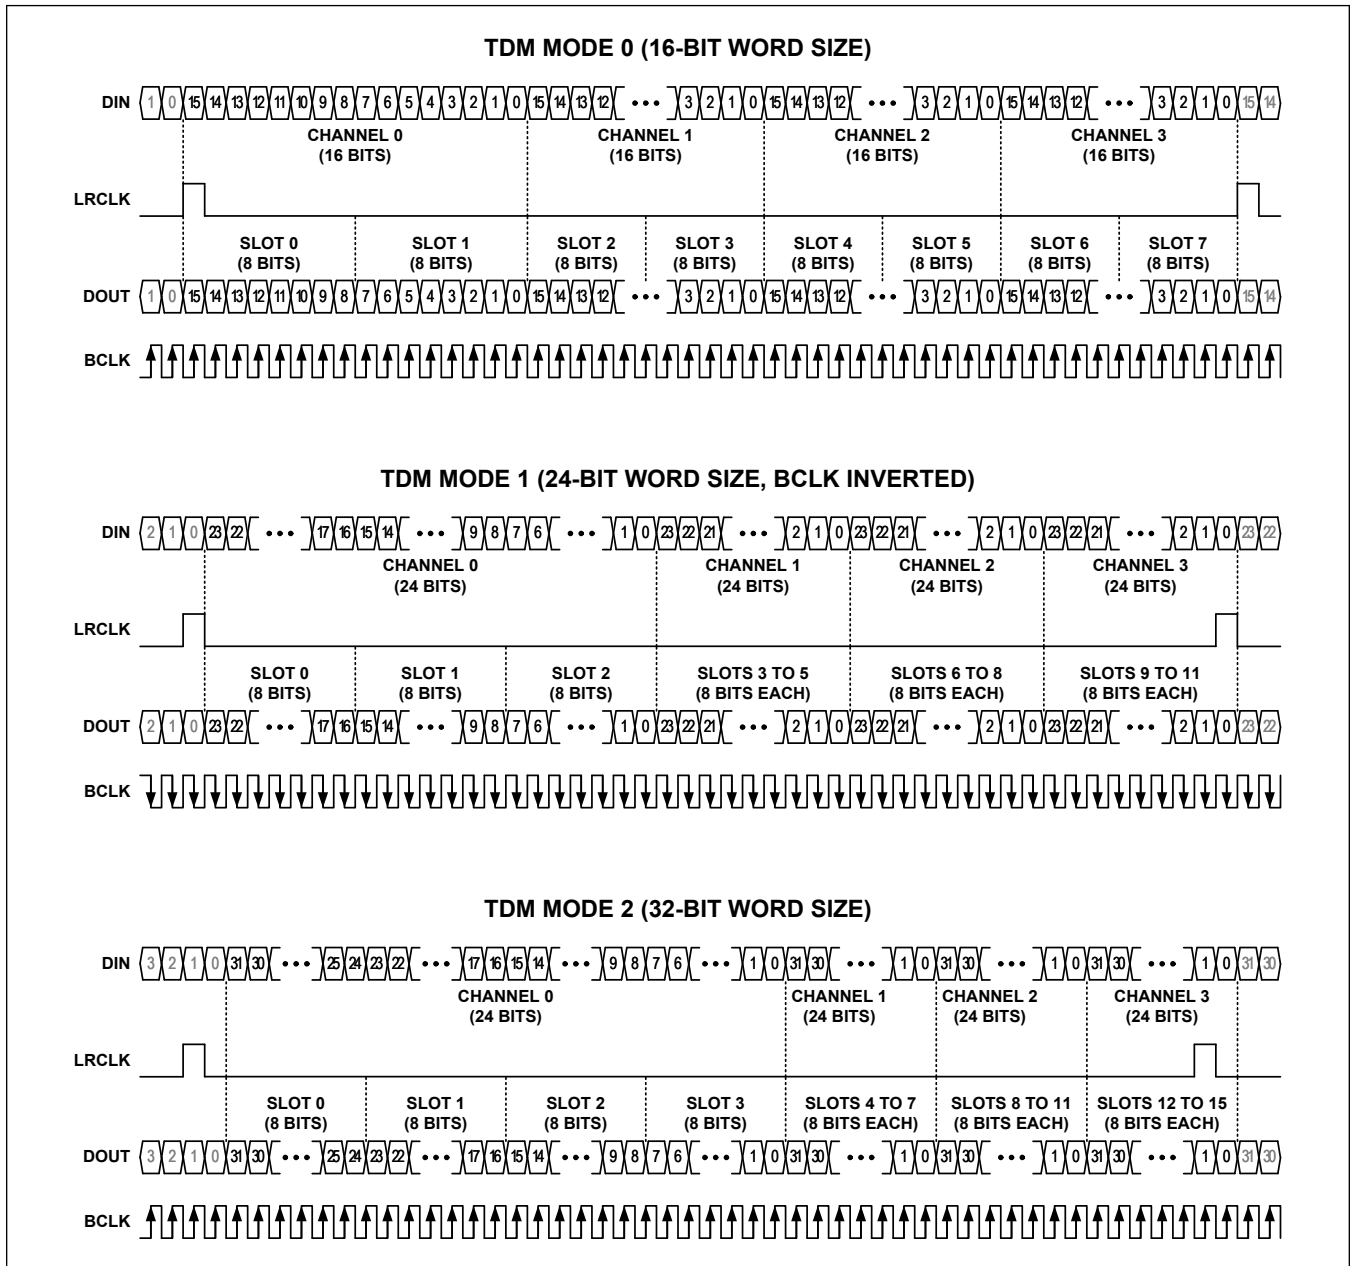 TDM MODE 0 (16-BIT WORD SIZE)
DIN 1 0 15 14 13 12 11 10 9 8 7 6 5 4 3 2 1 0 15 14 13 12 ••• 3 2 1 0 15 14 13 12 ••• 3 2 1 0 15 14 13 12 ••• 3 2 1 0 15 14
CHANNEL 0 CHANNEL 1 CHANNEL 2 CHANNEL 3
(16 BITS) (16 BITS) (16 BITS) (16 BITS)
LRCLK
SLOT 0 SLOT 1 SLOT 2 SLOT 3 SLOT 4 SLOT 5 SLOT 6 SLOT 7
(8 BITS) (8 BITS) (8 BITS) (8 BITS) (8 BITS) (8 BITS) (8 BITS) (8 BITS)
DOUT 1 0 15 14 13 12 11 10 9 8 7 6 5 4 3 2 1 0 15 14 13 12 ••• 3 2 1 0 15 14 13 12 ••• 3 2 1 0 15 14 13 12 ••• 3 2 1 0 15 14
BCLK
TDM MODE 1 (24-BIT WORD SIZE, BCLK INVERTED)
DIN 2 1 0 23 22 ••• 17 16 15 14 ••• 9 8 7 6 ••• 1 0 23 22 21 ••• 2 1 0 23 22 21 ••• 2 1 0 23 22 21 ••• 2 1 0 23 22
CHANNEL 0 CHANNEL 1 CHANNEL 2 CHANNEL 3
(24 BITS) (24 BITS) (24 BITS) (24 BITS)
LRCLK
SLOT 0 SLOT 1 SLOT 2 SLOTS 3 TO 5 SLOTS 6 TO 8 SLOTS 9 TO 11
(8 BITS) (8 BITS) (8 BITS) (8 BITS EACH) (8 BITS EACH) (8 BITS EACH)
DOUT 2 1 0 23 22 ••• 17 16 15 14 ••• 9 8 7 6 ••• 1 0 23 22 21 ••• 2 1 0 23 22 21 ••• 2 1 0 23 22 21 ••• 2 1 0 23 22
BCLK
TDM MODE 2 (32-BIT WORD SIZE)
DIN 3 2 1 0 31 30 ••• 25 24 23 22 ••• 17 16 15 14 ••• 9 8 7 6 ••• 1 0 31 30 ••• 1 0 31 30 ••• 1 0 31 30 ••• 1 0 31 30
CHANNEL 0 CHANNEL 1 CHANNEL 2 CHANNEL 3
(24 BITS) (24 BITS) (24 BITS) (24 BITS)
LRCLK
SLOT 0 SLOT 1 SLOT 2 SLOT 3 SLOTS 4 TO 7 SLOTS 8 TO 11 SLOTS 12 TO 15
(8 BITS) (8 BITS) (8 BITS) (8 BITS) (8 BITS EACH) (8 BITS EACH) (8 BITS EACH)
DOUT 3 2 1 0 31 30 ••• 25 24 23 22 ••• 17 16 15 14 ••• 9 8 7 6 ••• 1 0 31 30 ••• 1 0 31 30 ••• 1 0 31 30 ••• 1 0 31 30
BCLK